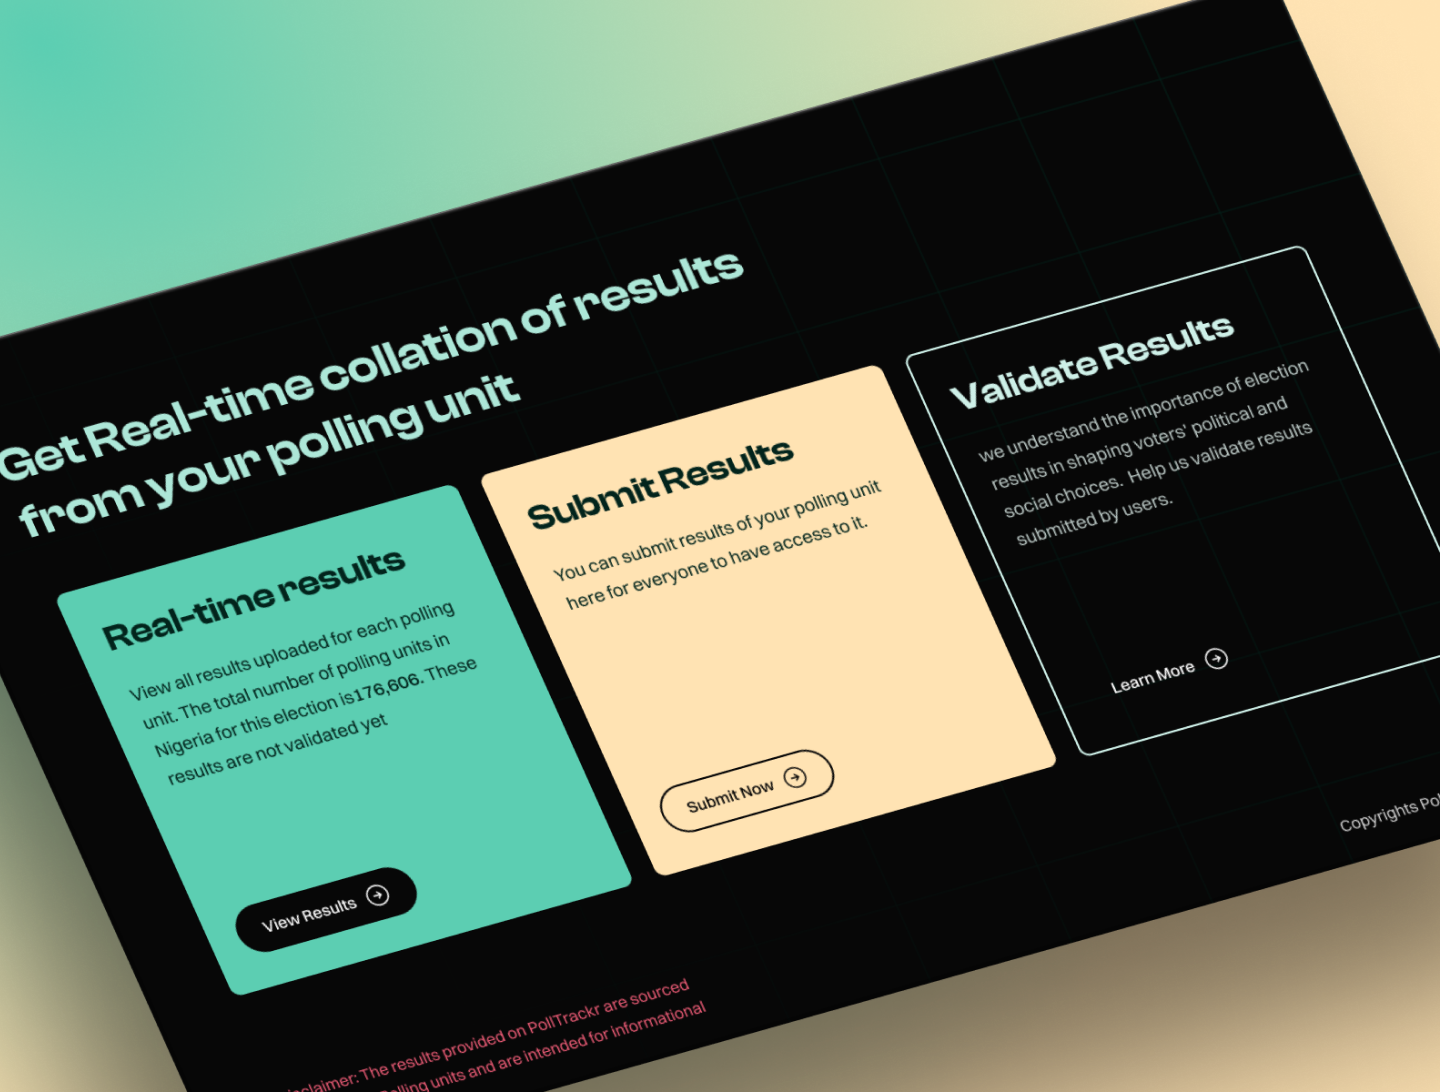 Get Real-time collation of results
from your polling unit
Real-time results
View all results uploaded for each polling
unit. The total number of polling units in
Nigeria for this election is176,606. These
results are not validated yet
View Results
Submit Results
You can submit results of your polling unit
here for everyone to have access to it.
Submit Now
Validate Results
we understand the importance of election
results in shaping voters' political and
social choices. Help us validate results
submitted by users.
Learn More
Copyrights
isclaimer: The results provided on PollTrackr are sourced
Polling units and are intended for informational